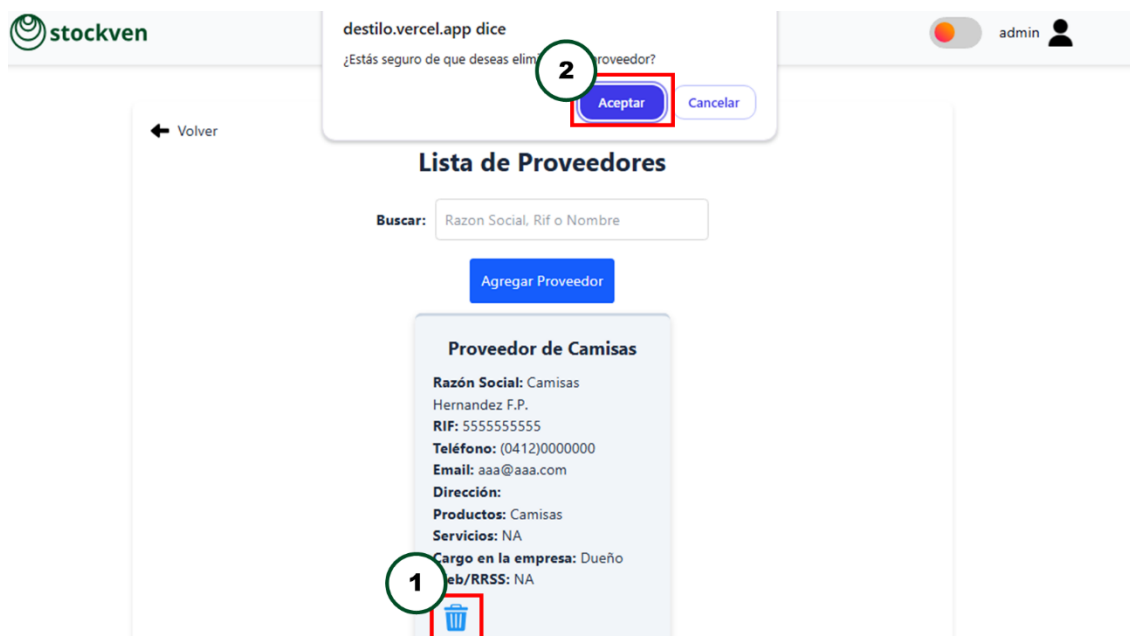 stockven
destilo.vercel.app dice
admin
¿Estás seguro de que deseas elim
2
roveedor?
Aceptar
Cancelar
Volver
Lista de Proveedores
Buscar: Razon Social, Rif o Nombre
Agregar Proveedor
Proveedor de Camisas
Razón Social: Camisas
Hernandez F.P.
RIF: 5555555555
Teléfono: (0412)0000000
Email: aaa@aaa.com
Dirección:
Productos: Camisas
Servicios: NA
Cargo en la empresa: Dueño
1
eb/RRSS: NA